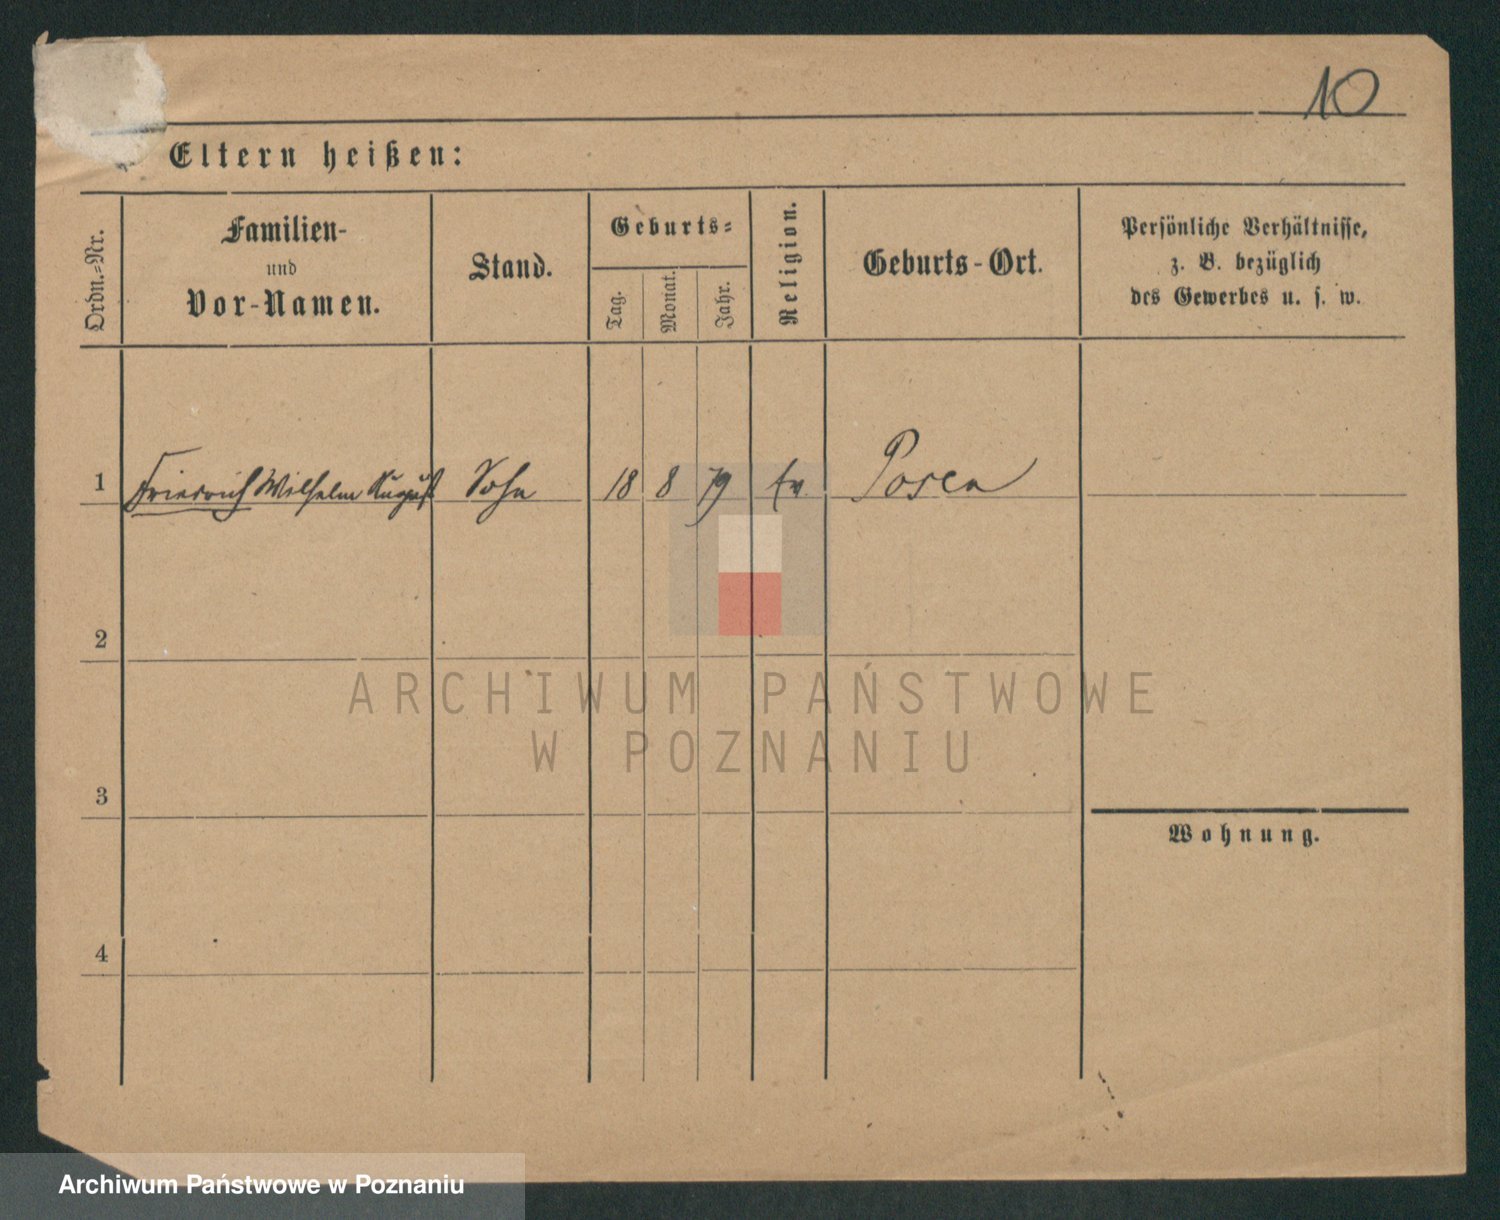 10
Eltern heißen:
Ordn.-Nr.
Familien-
und
Vor-Namen.
Stand.
Geburts-
Tag.
Monat.
Jahr.
Religion.
Geburts-Ort.
Persönliche Verhältnisse,
z. B. bezüglich
des Gewerbes u. s. w.
1 Friedrich Wilhelm August Sohn 18 8 79 ev. Posen
2
ARCHIWUM PAŃSTWOWE
W POZNANIU
3
Wohnung.
4
Archiwum Państwowe w Poznaniu